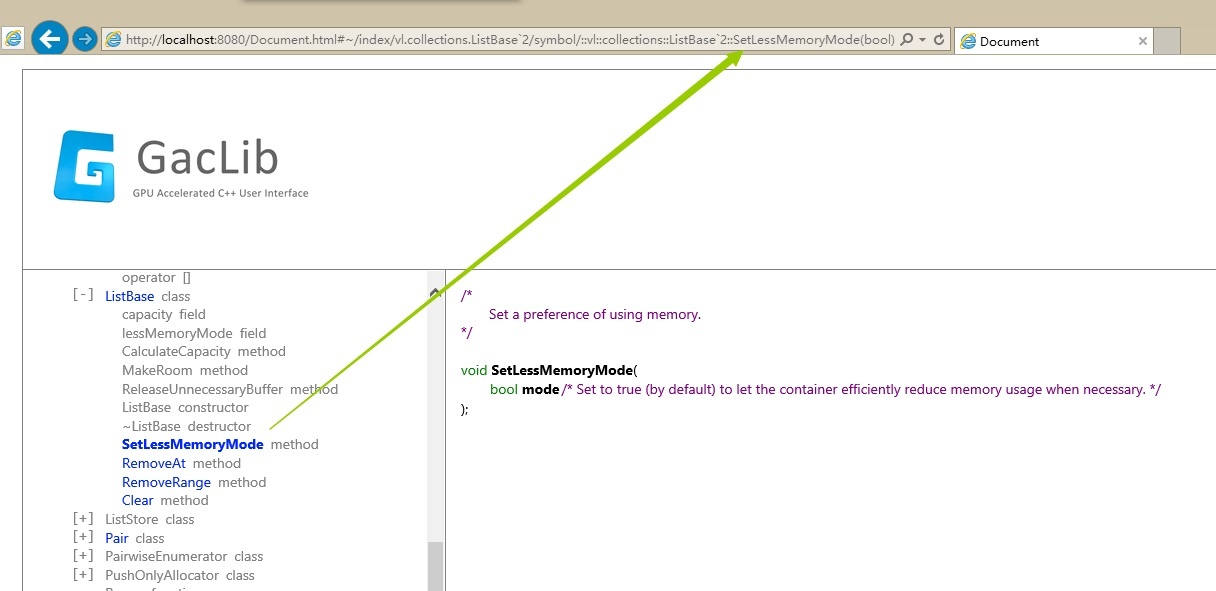 http://localhost:8080/Document.html#~/index/vl.collections.ListBase`2/symbol/::vl::collections::ListBase`2::SetLessMemoryMode(bool)
Document
GacLib
GPU Accelerated C++ User Interface
operator []
[-] ListBase class
capacity field
lessMemoryMode field
CalculateCapacity method
MakeRoom method
ReleaseUnnecessaryBuffer method
ListBase constructor
~ListBase destructor
SetLessMemoryMode method
RemoveAt method
RemoveRange method
Clear method
[+] ListStore class
[+] Pair class
[+] PairwiseEnumerator class
[+] PushOnlyAllocator class
/*
Set a preference of using memory.
*/
void SetLessMemoryMode(
bool mode/* Set to true (by default) to let the container efficiently reduce memory usage when necessary. */
);